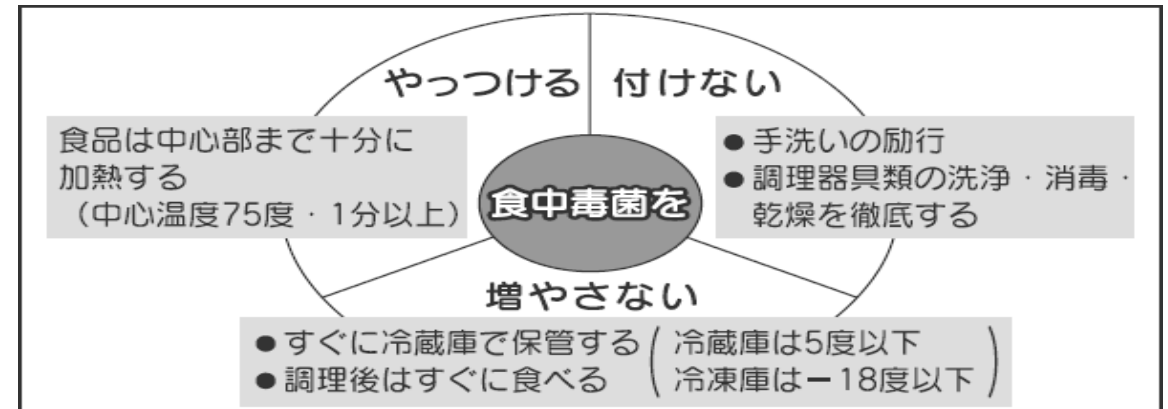 やっつける
付けない
食品は中心部まで十分に
加熱する
（中心温度75度・1分以上）
食中毒菌を
●手洗いの励行
●調理器具類の洗浄・消毒・
乾燥を徹底する
増やさない
●すぐに冷蔵庫で保管する（冷蔵庫は5度以下
●調理後はすぐに食べる　冷凍庫は−18度以下）